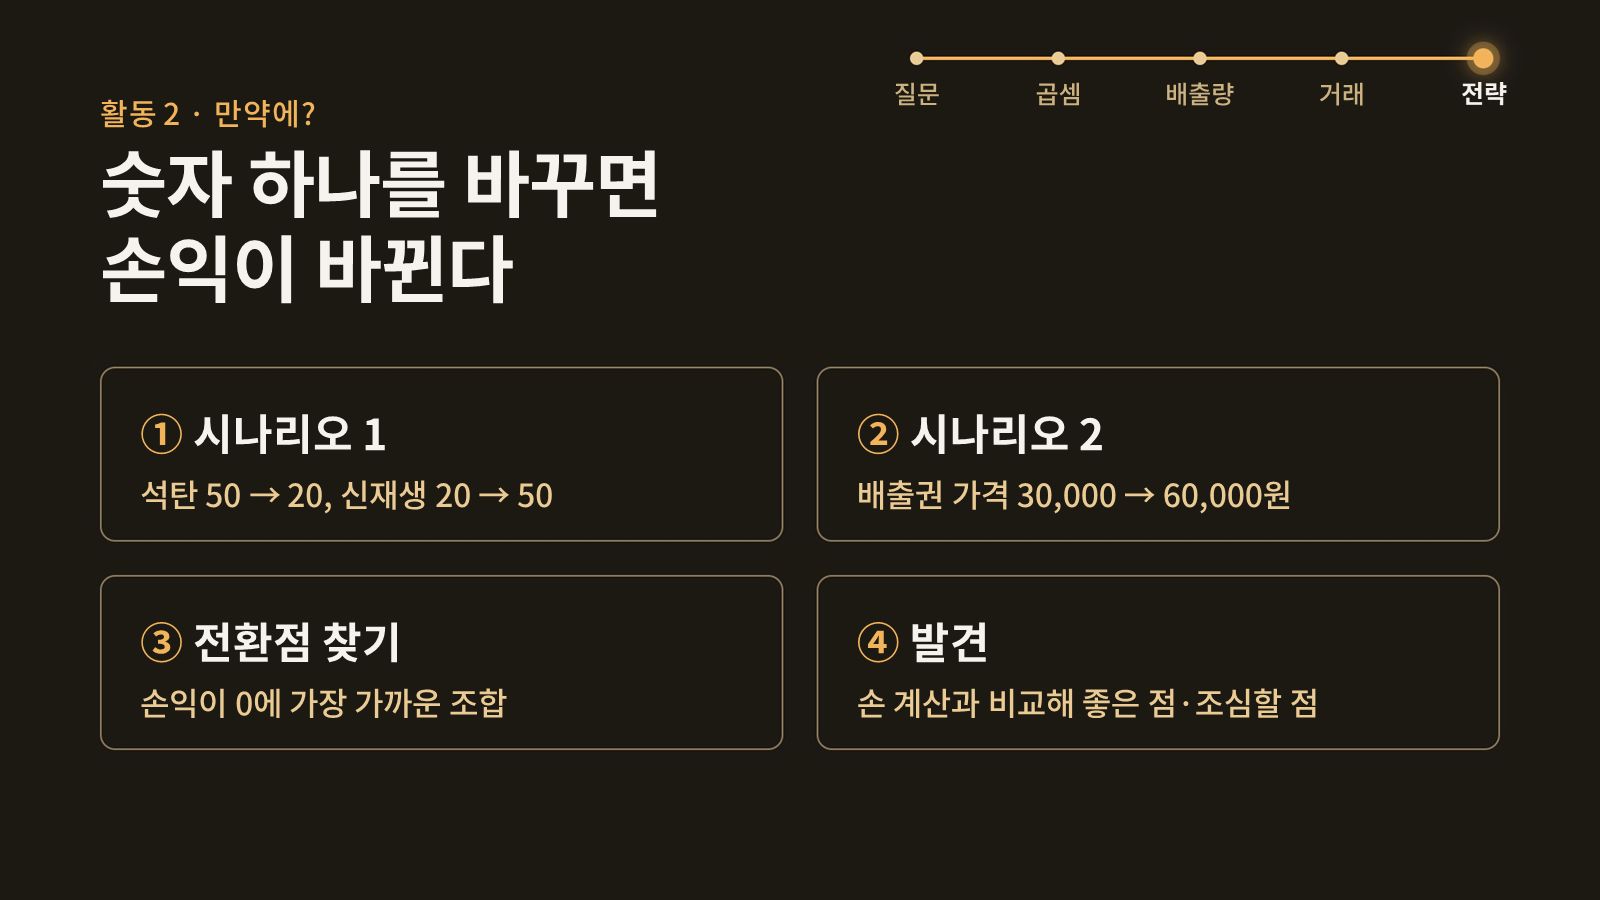 질문
곱셈
배출량
거래
전략
활동 2 · 만약에?
숫자 하나를 바꾸면
손익이 바뀐다
① 시나리오 1
석탄 50 → 20, 신재생 20 → 50
② 시나리오 2
배출권 가격 30,000 → 60,000원
③ 전환점 찾기
손익이 0에 가장 가까운 조합
④ 발견
손 계산과 비교해 좋은 점·조심할 점